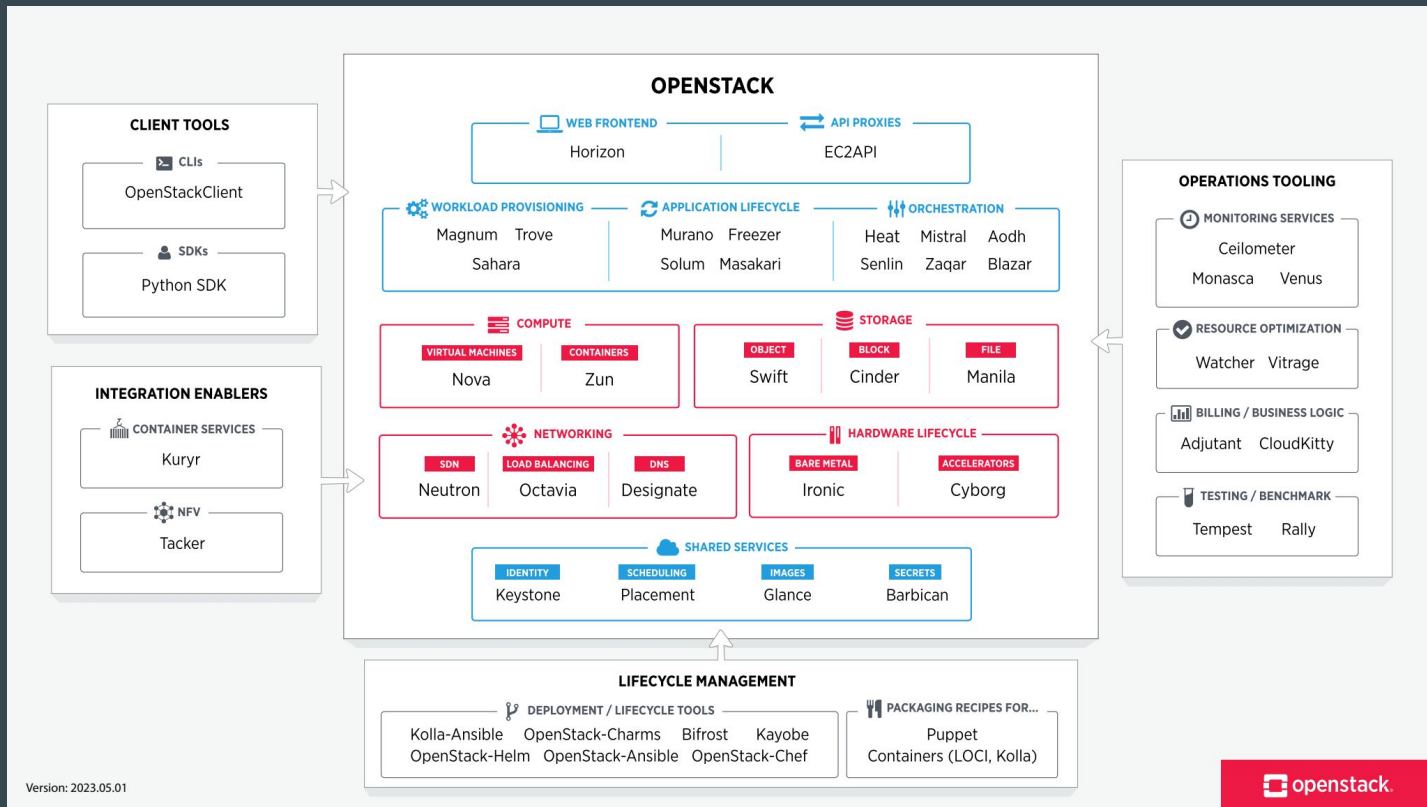 OPENSTACK
WEB FRONTEND
API PROXIES
Horizon
EC2API
WORKLOAD PROVISIONING
APPLICATION LIFECYCLE
ORCHESTRATION
Magnum Trove
Sahara
Murano Freezer
Solum Masakari
Heat Mistral Aodh
Senlin Zaqar Blazar
COMPUTE
VIRTUAL MACHINES
CONTAINERS
Nova
Zun
STORAGE
OBJECT
BLOCK
FILE
Swift
Cinder
Manila
NETWORKING
SDN
LOAD BALANCING
DNS
Neutron
Octavia
Designate
HARDWARE LIFECYCLE
BARE METAL
ACCELERATORS
Ironic
Cyborg
SHARED SERVICES
IDENTITY
SCHEDULING
IMAGES
SECRETS
Keystone
Placement
Glance
Barbican
CLIENT TOOLS
CLIs
OpenStackClient
SDKs
Python SDK
INTEGRATION ENABLERS
CONTAINER SERVICES
Kuryr
NFV
Tacker
OPERATIONS TOOLING
MONITORING SERVICES
Ceilometer
Monasca Venus
RESOURCE OPTIMIZATION
Watcher Vitrage
BILLING / BUSINESS LOGIC
Adjutant CloudKitty
TESTING / BENCHMARK
Tempest Rally
LIFECYCLE MANAGEMENT
DEPLOYMENT / LIFECYCLE TOOLS
Kolla-Ansible OpenStack-Charms Bifrost Kayobe
OpenStack-Helm OpenStack-Ansible OpenStack-Chef
PACKAGING RECIPES FOR...
Puppet
Containers (LOCI, Kolla)
Version: 2023.05.01
openstack.